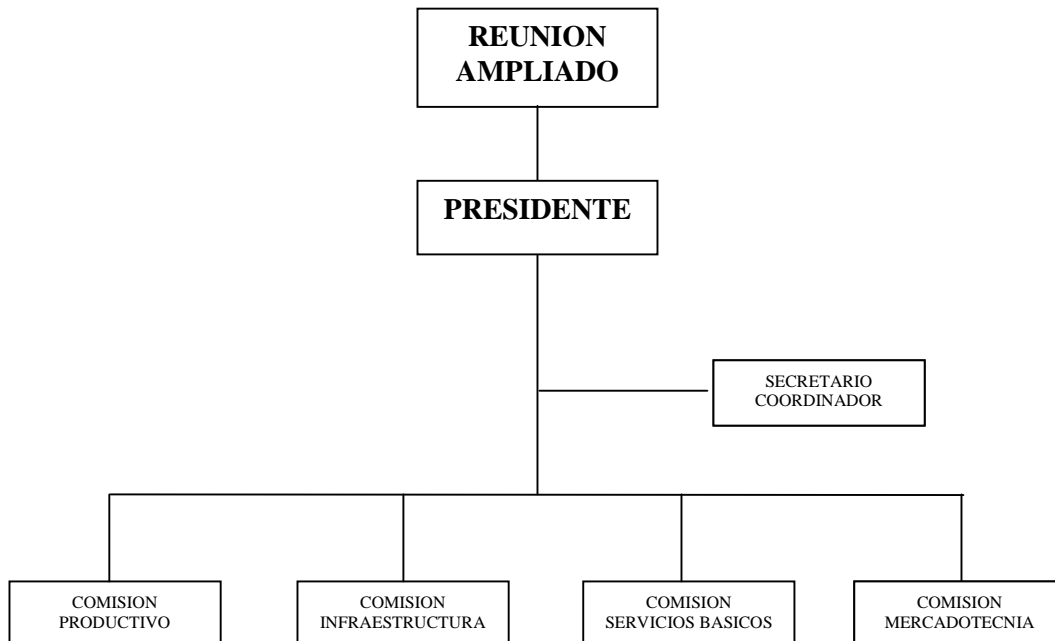 REUNION
AMPLIADO
PRESIDENTE
SECRETARIO
COORDINADOR
COMISION
PRODUCTIVO
COMISION
INFRAESTRUCTURA
COMISION
SERVICIOS BASICOS
COMISION
MERCADOTECNIA